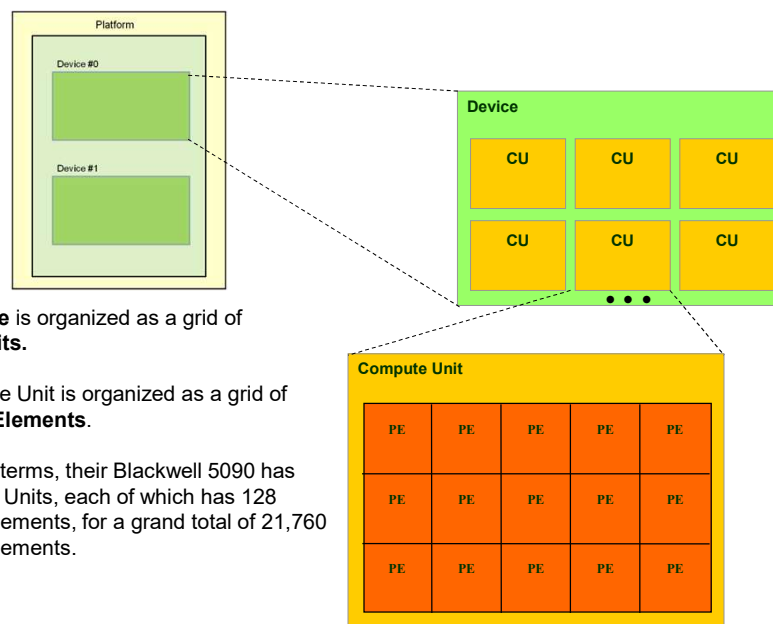 Platform
Device #0
Device #1
Device
CU CU CU
CU CU CU
● ● ●
e is organized as a grid of
its.
e Unit is organized as a grid of
Elements.
terms, their Blackwell 5090 has
Units, each of which has 128
ements, for a grand total of 21,760
ements.
Compute Unit
PE PE PE PE PE
PE PE PE PE PE
PE PE PE PE PE